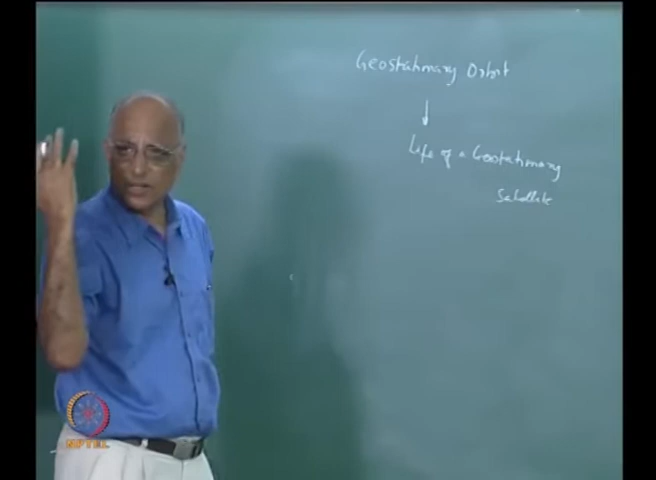 Geostationary Orbit
Life of a Geostationary
Satellite
NPTEL